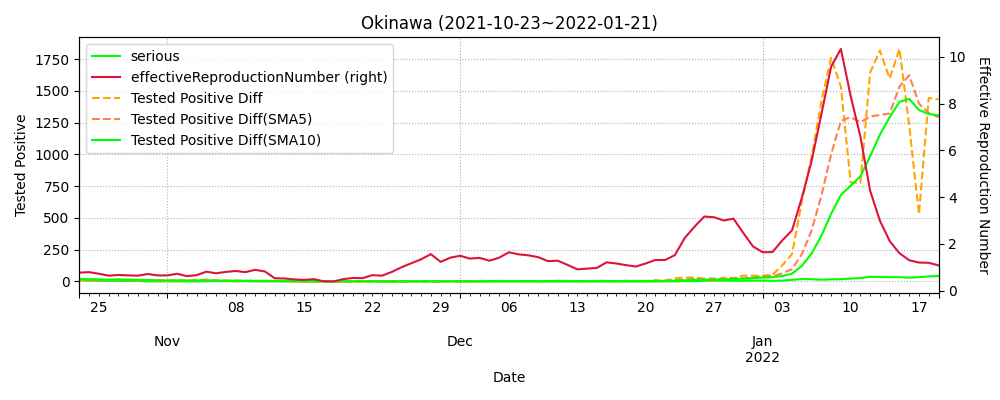 Okinawa (2021-10-23~2022-01-21)
serious
effectiveReproductionNumber (right)
Tested Positive Diff
Tested Positive Diff(SMA5)
Tested Positive Diff(SMA10)
Tested Positive
1750
1500
1250
1000
750
500
250
0
10
8
6
4
2
0
Effective Reproduction Number
25 08 15 22 29 06 13 20 27 03 10 17
Nov Dec Jan
2022
Date